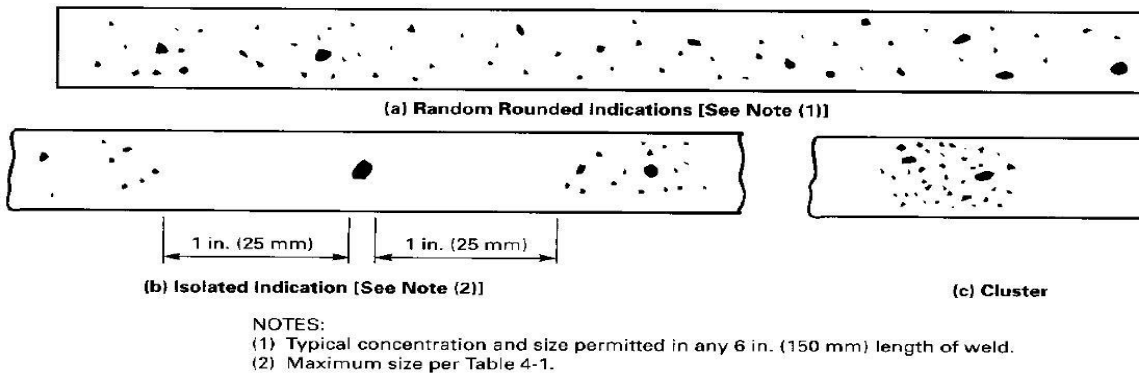 (a) Random Rounded Indications [See Note (1)]
1 in. (25 mm)
1 in. (25 mm)
(b) Isolated Indication [See Note (2)]
(c) Cluster
NOTES:
(1) Typical concentration and size permitted in any 6 in. (150 mm) length of weld.
(2) Maximum size per Table 4-1.